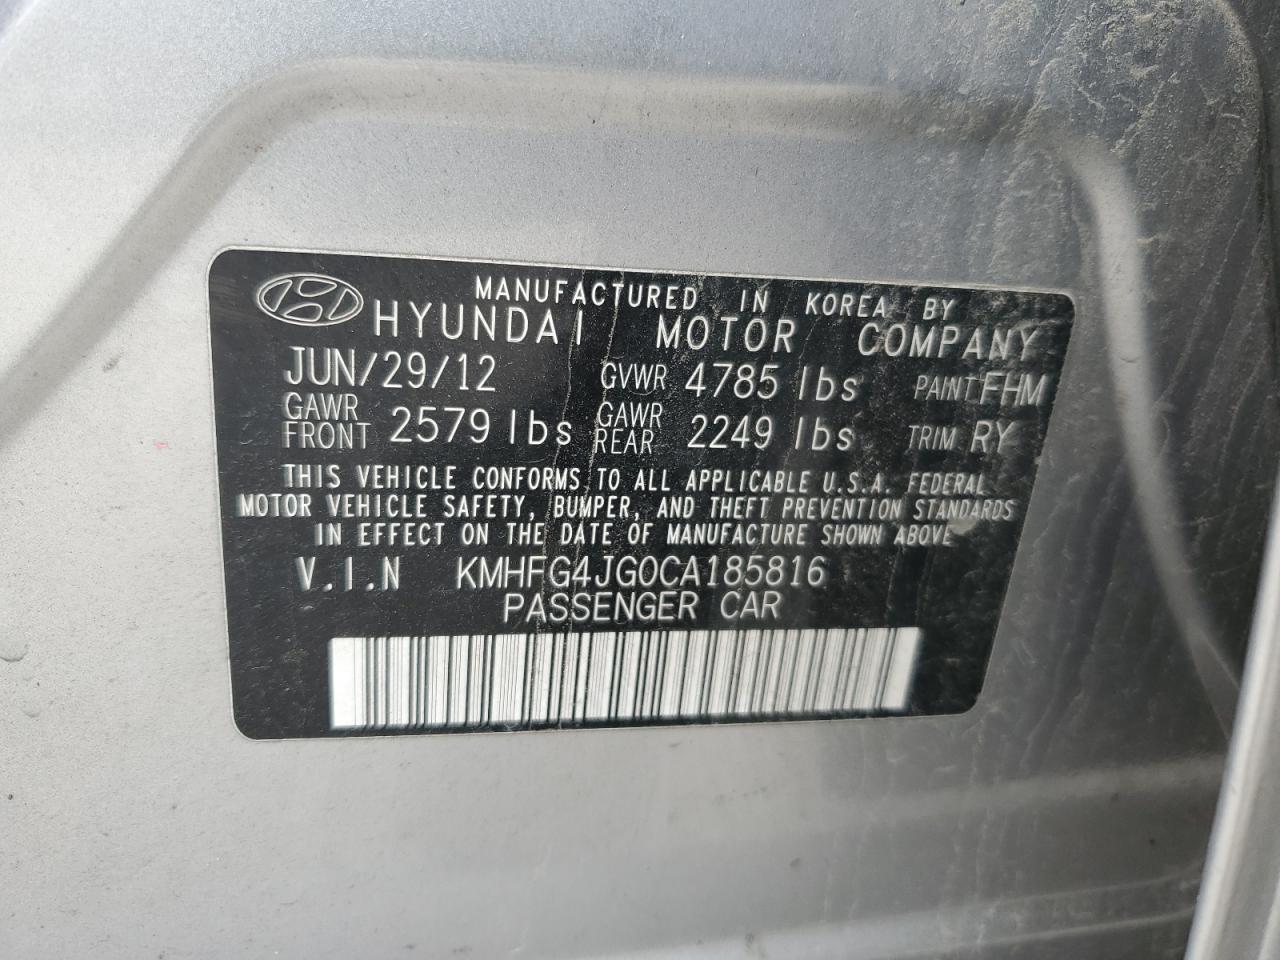 MANUFACTURED IN KOREA BY
HYUNDAI MOTOR COMPANY
JUN/29/12 GVWR 4785 lbs PAINT FHM
GAWR FRONT 2579 lbs GAWR REAR 2249 lbs TRIM RY
THIS VEHICLE CONFORMS TO ALL APPLICABLE U.S.A. FEDERAL
MOTOR VEHICLE SAFETY, BUMPER, AND THEFT PREVENTION STANDARDS
IN EFFECT ON THE DATE OF MANUFACTURE SHOWN ABOVE
V.I.N KMHFG4JG0CA185816
PASSENGER CAR